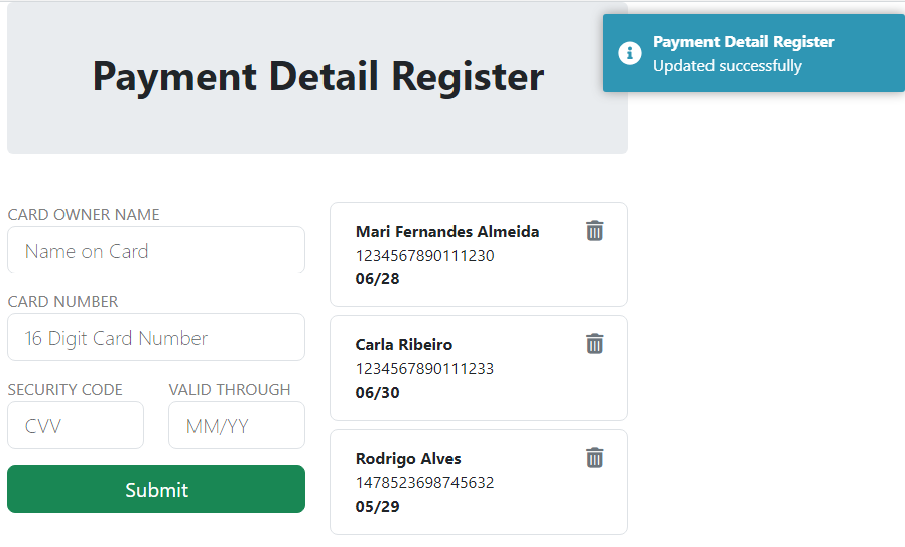 Payment Detail Register
Payment Detail Register
Updated successfully
CARD OWNER NAME
Name on Card
CARD NUMBER
16 Digit Card Number
SECURITY CODE
VALID THROUGH
CVV
MM/YY
Submit
Mari Fernandes Almeida
1234567890111230
06/28
Carla Ribeiro
1234567890111233
06/30
Rodrigo Alves
1478523698745632
05/29